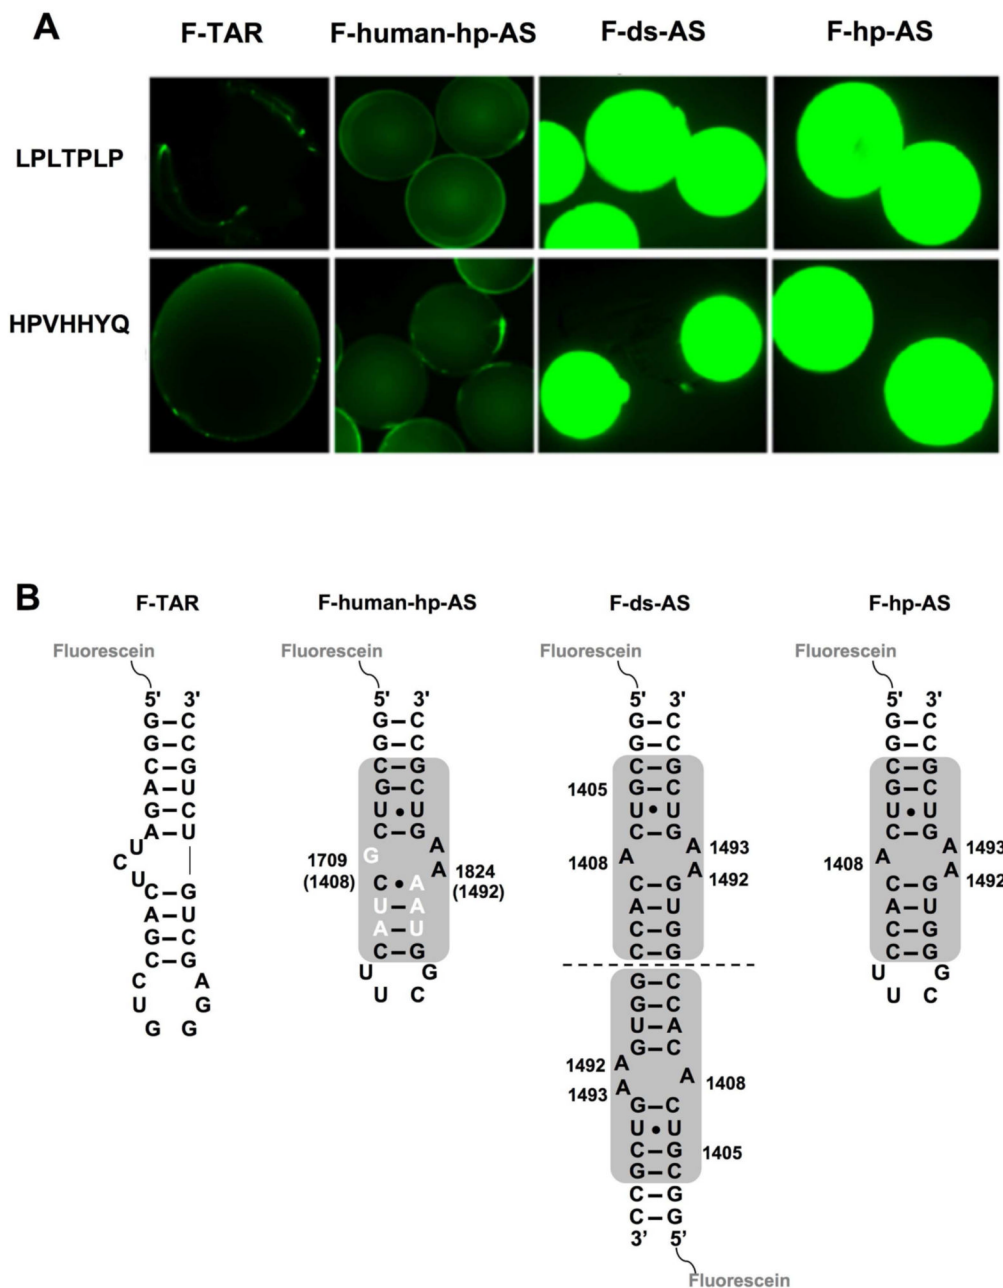 A
F-TAR F-human-hp-AS F-ds-AS F-hp-AS
LPLTPLP
HPVHHYQ
B
F-TAR F-human-hp-AS F-ds-AS F-hp-AS
Fluorescein Fluorescein Fluorescein Fluorescein
5' 3' 5' 3' 5' 3' 5' 3'
G–C G–C G–C G–C
G–C G–C G–C G–C
C–G C–G C–G C–G
A–U G–C 1405 G–C G–C
G–C U•U U•U U•U
A–U C–G C–G C–G
U G A A 1493 A 1493
C 1709 A 1408 A 1408 A
U (1408) 1824 A 1492 A 1492
C–G C•A (1492) C–G C–G
A–U U–A A–U A–U
G–C A–U C–G C–G
C–G C–G C–G C–G
C A U G G–C U G
U G U C G–C U C
G G U–A
G–C
1492 A
A 1408
1493 A
G–C
U•U
C–G 1405
G–C
C–G
C–G
3' 5'
Fluorescein